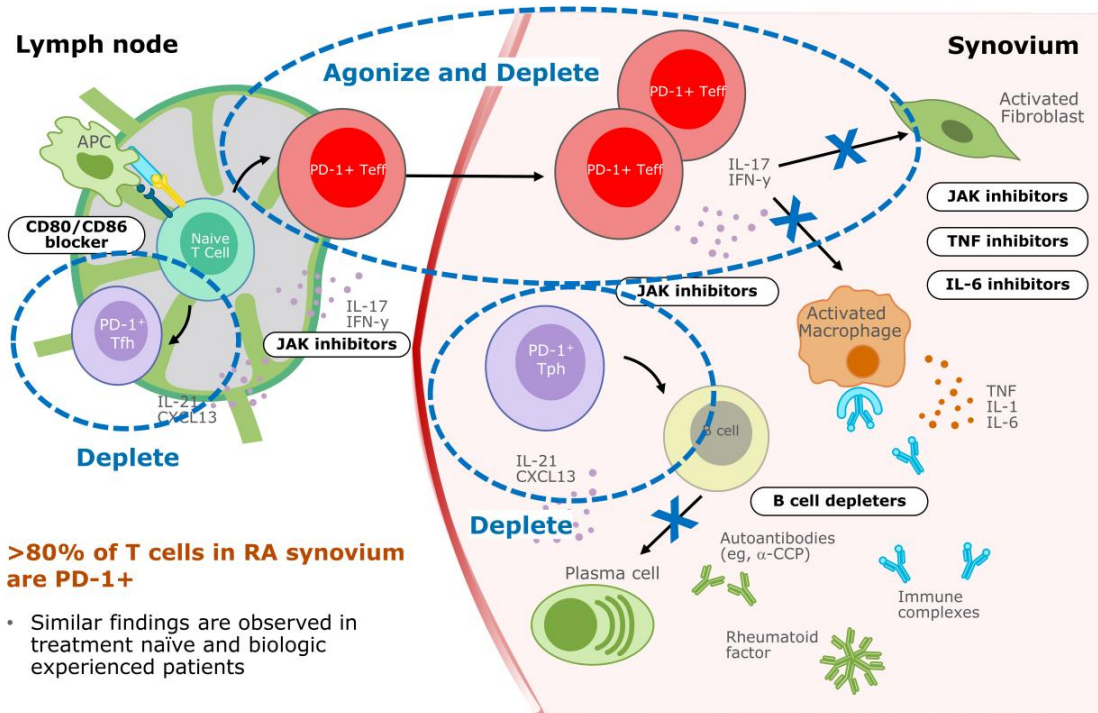 Lymph node
Synovium
Agonize and Deplete
APC
PD-1+ Teff
PD-1+ Teff
PD-1+ Teff
Activated
Fibroblast
IL-17
IFN-y
CD80/CD86
blocker
Naive
T Cell
JAK inhibitors
TNF inhibitors
IL-6 inhibitors
PD-1⁺
Tfh
IL-17
IFN-y
JAK inhibitors
JAK inhibitors
Activated
Macrophage
PD-1⁺
Tph
IL-21
CXCL13
TNF
IL-1
IL-6
B cell
Deplete
IL-21
CXCL13
B cell depleters
Deplete
>80% of T cells in RA synovium
are PD-1+
• Similar findings are observed in
treatment naïve and biologic
experienced patients
Plasma cell
Autoantibodies
(eg, α-CCP)
Immune
complexes
Rheumatoid
factor